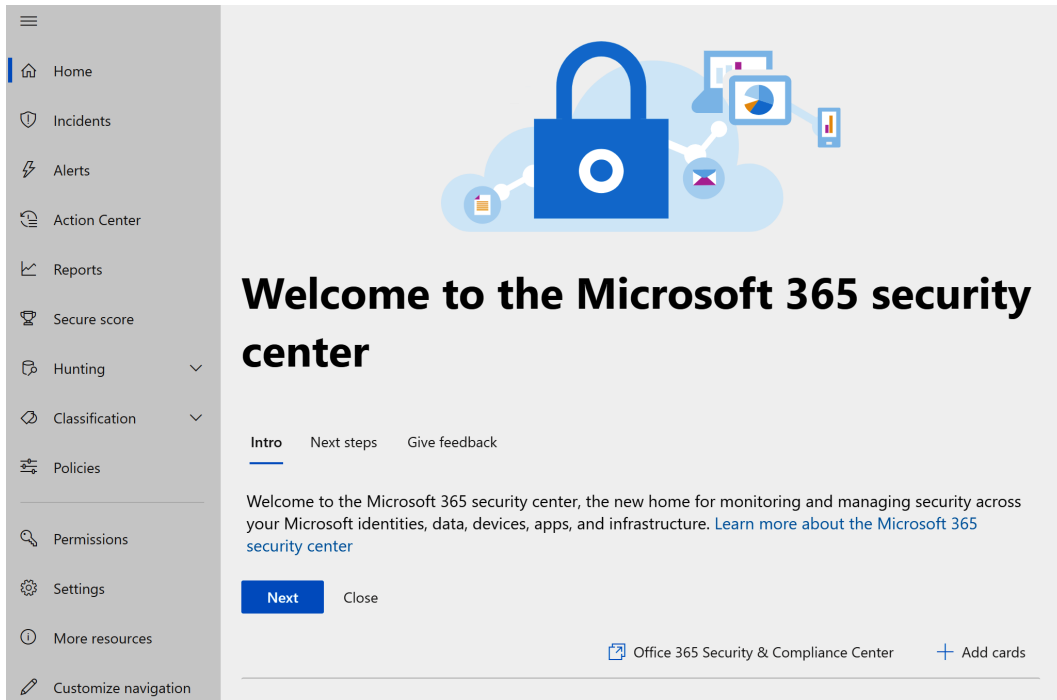 Home
Incidents
Alerts
Action Center
Reports
Secure score
Hunting
Classification
Policies
Permissions
Settings
More resources
Customize navigation
Welcome to the Microsoft 365 security
center
Intro Next steps Give feedback
Welcome to the Microsoft 365 security center, the new home for monitoring and managing security across
your Microsoft identities, data, devices, apps, and infrastructure. Learn more about the Microsoft 365
security center
Next Close
Office 365 Security & Compliance Center Add cards